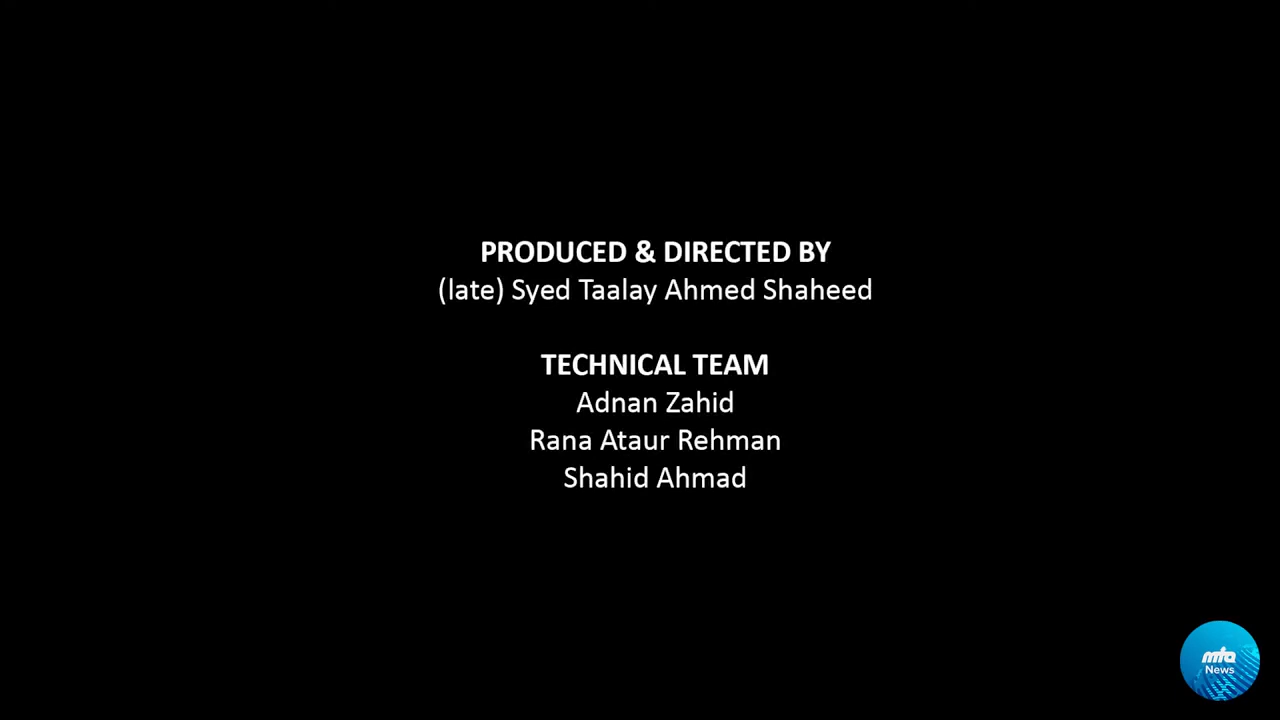 PRODUCED & DIRECTED BY
(late) Syed Taalay Ahmed Shaheed
TECHNICAL TEAM
Adnan Zahid
Rana Ataur Rehman
Shahid Ahmad
mta
News